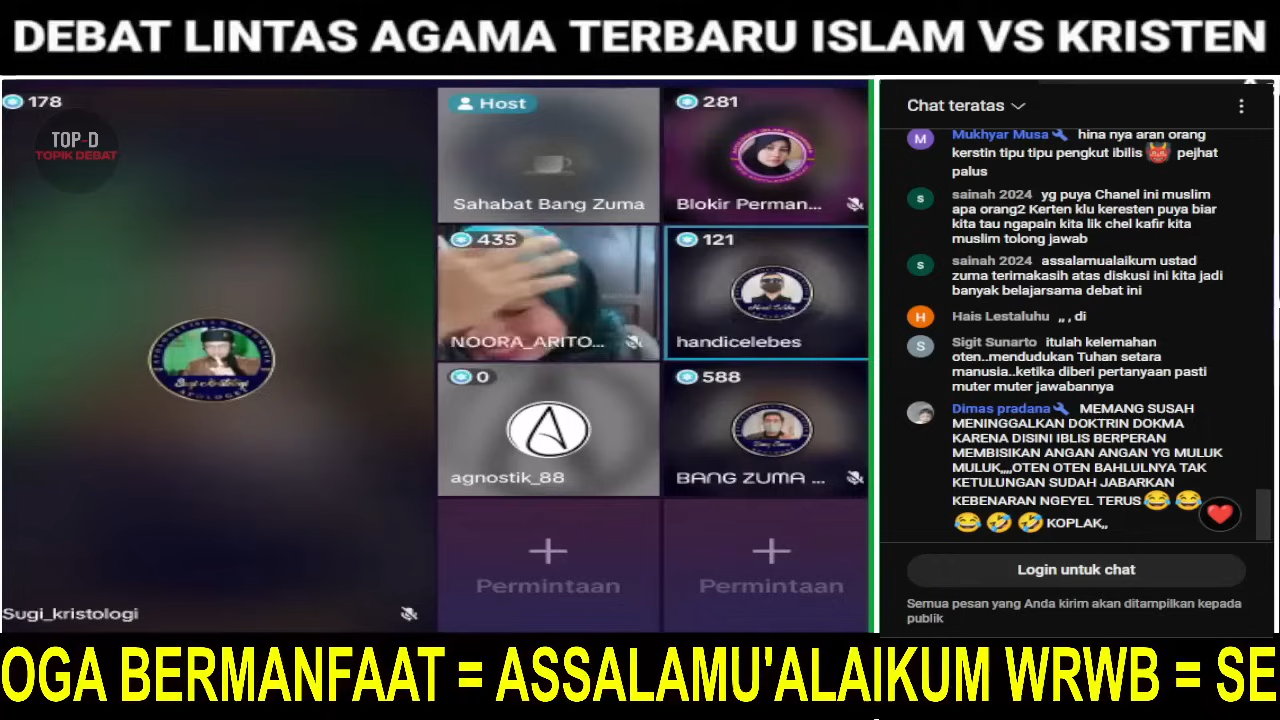 DEBAT LINTAS AGAMA TERBARU ISLAM VS KRISTEN
178
TOP-D
TOPIK DEBAT
Sugi_kristologi
Host
Sahabat Bang Zuma
281
Blokir Perman...
435
NOORA_ARITO...
121
handicelebes
0
agnostik_88
588
BANG ZUMA ...
Permintaan
Permintaan
Chat teratas
M
Mukhyar Musa hina nya aran orang
kerstin tipu tipu pengkut ibilis 👹 pejhat
palus
s
sainah 2024 yg puya Chanel ini muslim
apa orang2 Kerten klu keresten puya biar
kita tau ngapain kita lik chel kafir kita
muslim tolong jawab
s
sainah 2024 assalamualaikum ustad
zuma terimakasih atas diskusi ini kita jadi
banyak belajarsama debat ini
H
Hais Lestaluhu ,, , di
S
Sigit Sunarto itulah kelemahan
oten..mendudukan Tuhan setara
manusia..ketika diberi pertanyaan pasti
muter muter jawabannya
Dimas pradana MEMANG SUSAH
MENINGGALKAN DOKTRIN DOKMA
KARENA DISINI IBLIS BERPERAN
MEMBISIKAN ANGAN ANGAN YG MULUK
MULUK,,,,OTEN OTEN BAHLULNYA TAK
KETULUNGAN SUDAH JABARKAN
KEBENARAN NGEYEL TERUS 😂 😂
😂 🤣 🤣 KOPLAK,,
Login untuk chat
Semua pesan yang Anda kirim akan ditampilkan kepada
publik
OGA BERMANFAAT = ASSALAMU'ALAIKUM WRWB = SE